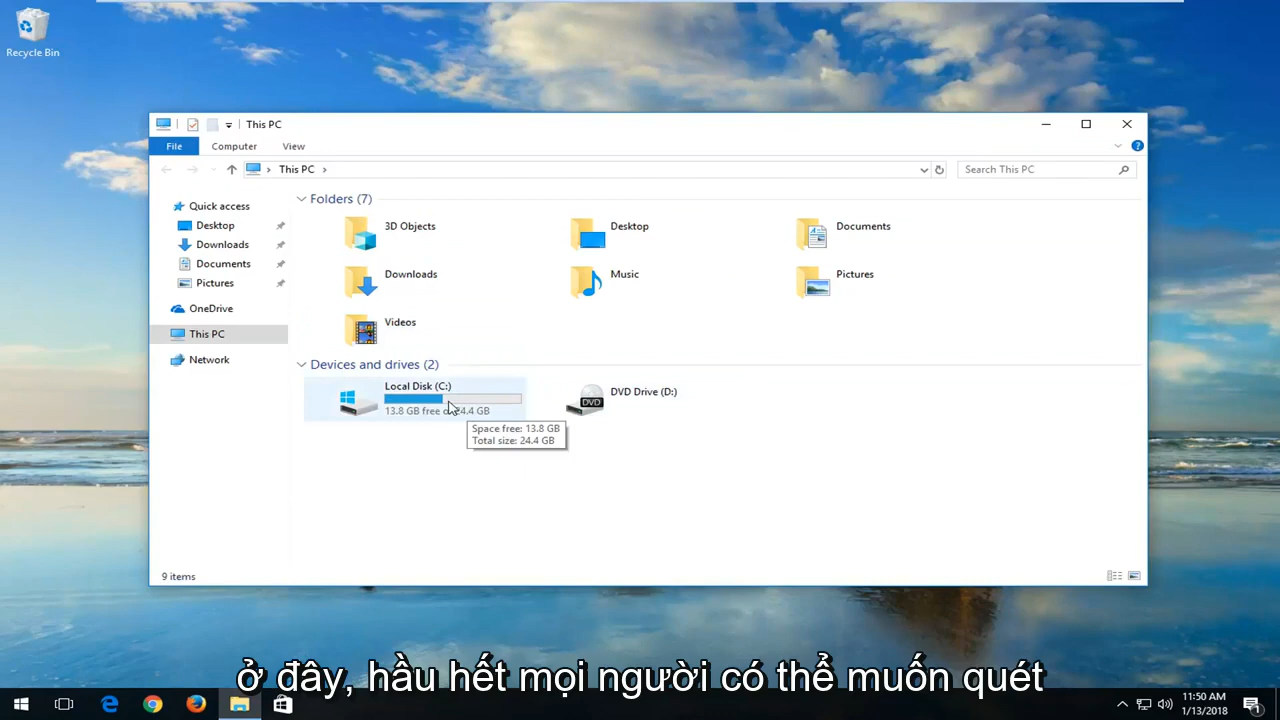 Recycle Bin
This PC
File Computer View
This PC
Search This PC
Quick access
Desktop
Downloads
Documents
Pictures
OneDrive
This PC
Network
Folders (7)
3D Objects
Desktop
Documents
Downloads
Music
Pictures
Videos
Devices and drives (2)
Local Disk (C:)
13.8 GB free of 24.4 GB
DVD Drive (D:)
DVD
Space free: 13.8 GB
Total size: 24.4 GB
9 items
ở đây, hầu hết mọi người có thể muốn quét
11:50 AM
1/13/2018
1